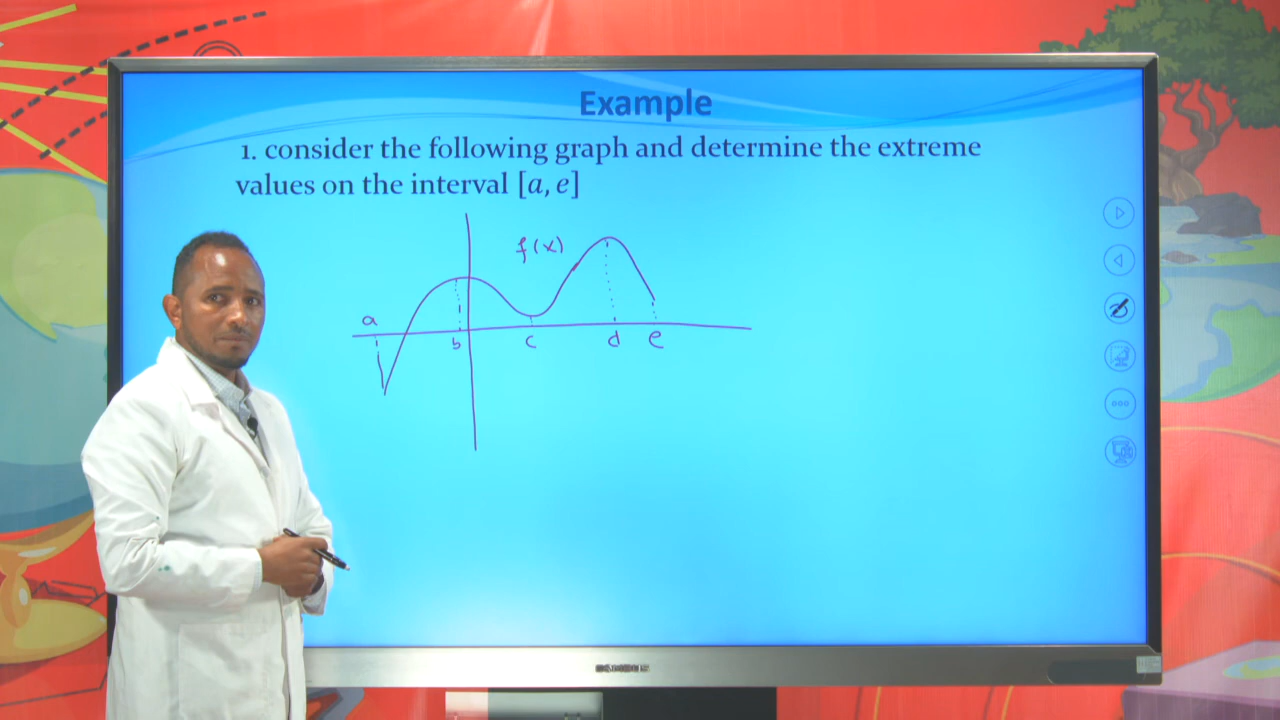 Example
1. consider the following graph and determine the extreme
values on the interval [a, e]
f(x)
a
b c d e